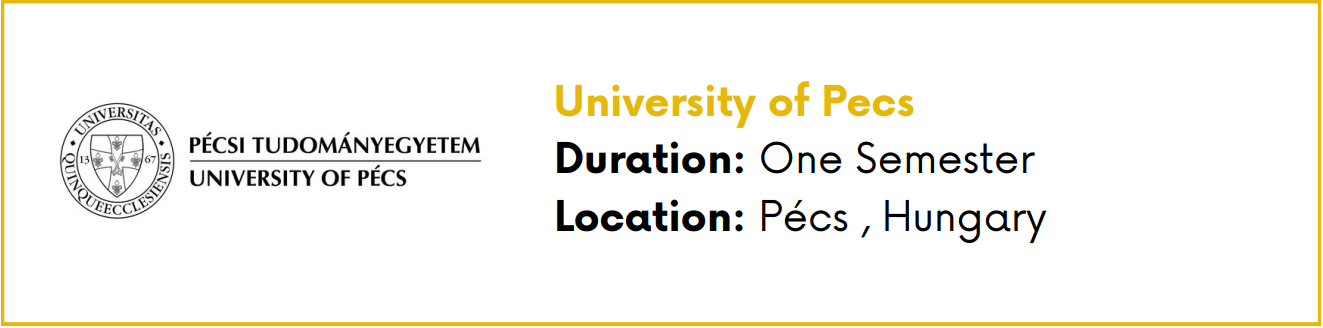 UNIVERSITAS
QUINQUEECCLESIENSIS
13 67
PÉCSI TUDOMÁNYEGYETEM
UNIVERSITY OF PÉCS
University of Pecs
Duration: One Semester
Location: Pécs , Hungary